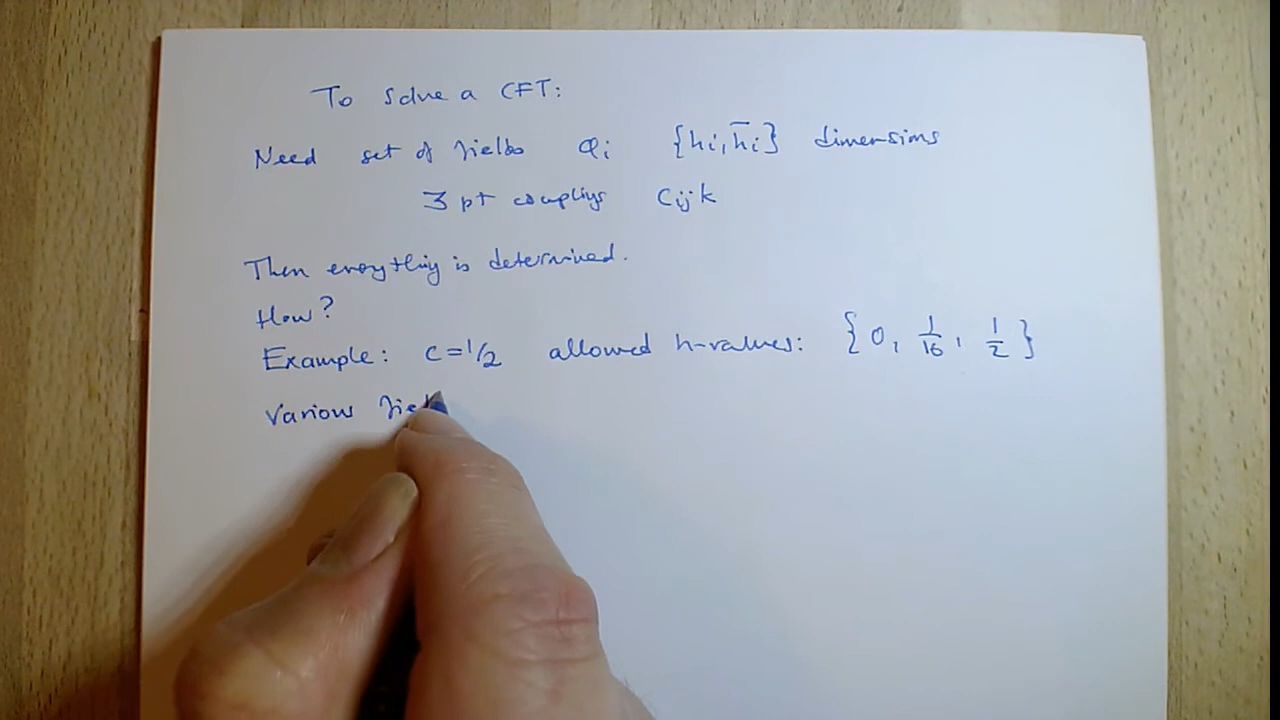 To solve a CFT:
Need set of fields φi {hi, h̄i} dimensions
3 pt couplings Cijk
Then everything is determined.
How?
Example: c=1/2 allowed h-values: {0, 1/16, 1/2}
Various